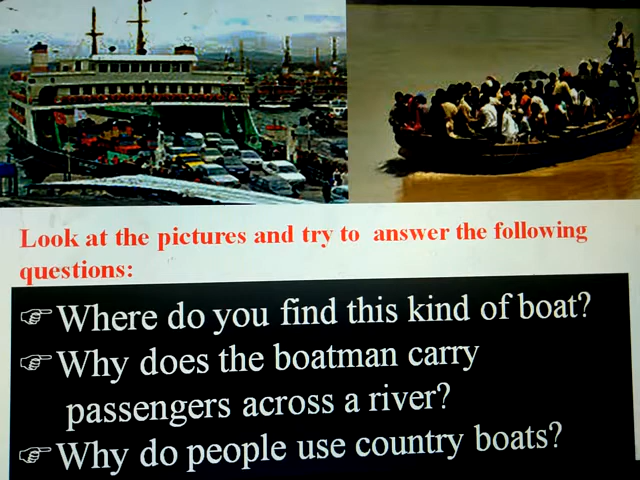 Look at the pictures and try to answer the following
questions:
☞Where do you find this kind of boat?
☞Why does the boatman carry
passengers across a river?
☞Why do people use country boats?